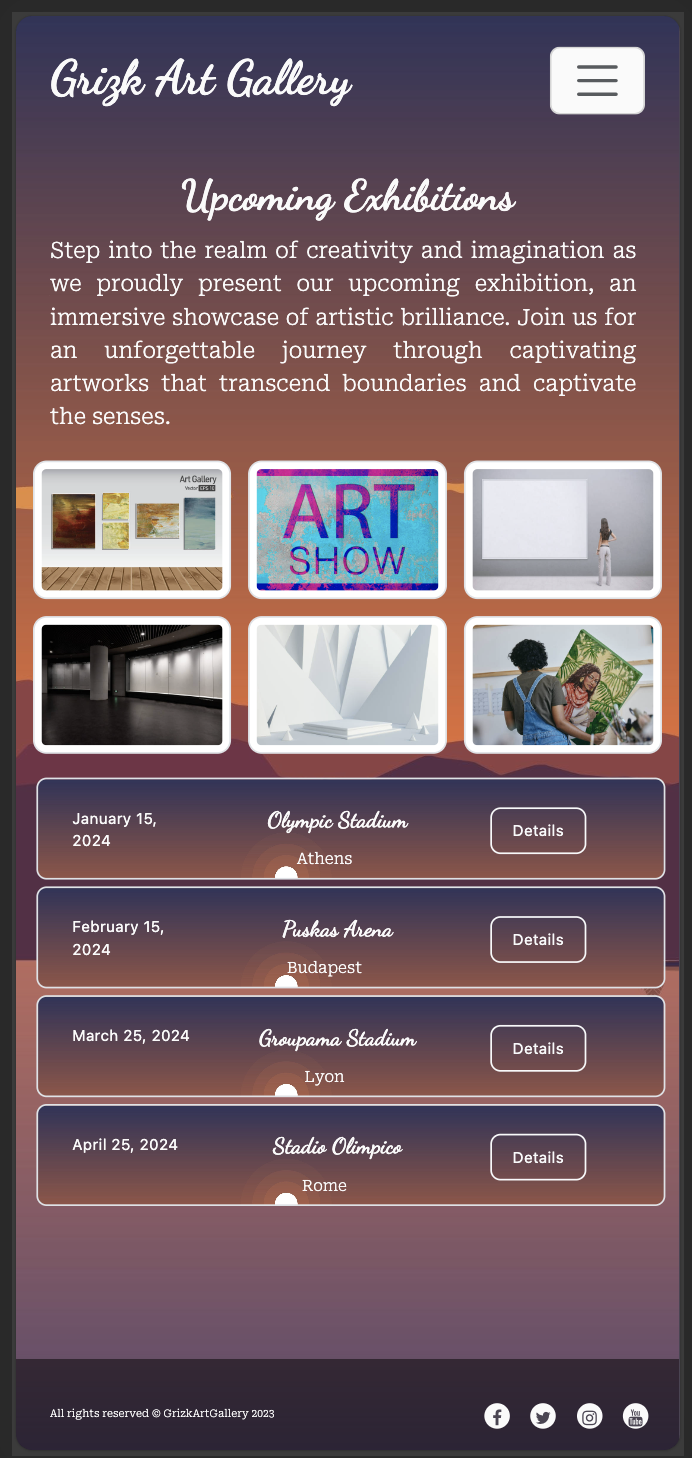 Grizk Art Gallery
Upcoming Exhibitions
Step into the realm of creativity and imagination as
we proudly present our upcoming exhibition, an
immersive showcase of artistic brilliance. Join us for
an unforgettable journey through captivating
artworks that transcend boundaries and captivate
the senses.
Art Gallery
Vector EPS 10
ART
SHOW
January 15,
2024
Olympic Stadium
Athens
Details
February 15,
2024
Puskas Arena
Budapest
Details
March 25, 2024
Groupama Stadium
Lyon
Details
April 25, 2024
Stadio Olimpico
Rome
Details
All rights reserved © GrizkArtGallery 2023
You
Tube